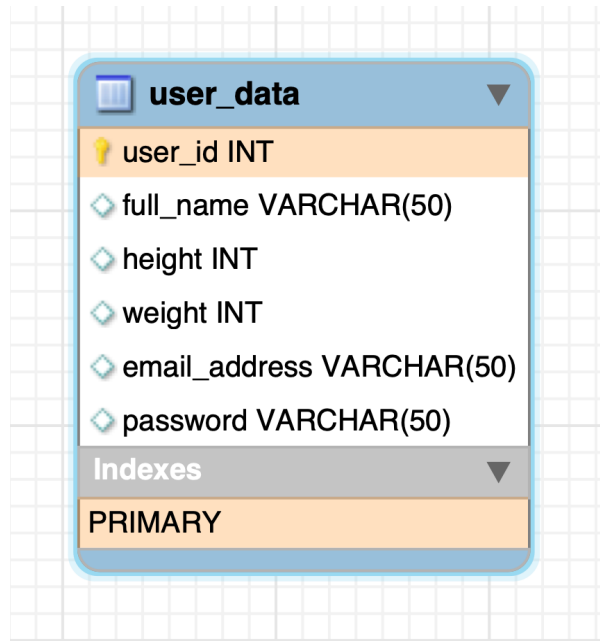 user_data
user_id INT
full_name VARCHAR(50)
height INT
weight INT
email_address VARCHAR(50)
password VARCHAR(50)
Indexes
PRIMARY